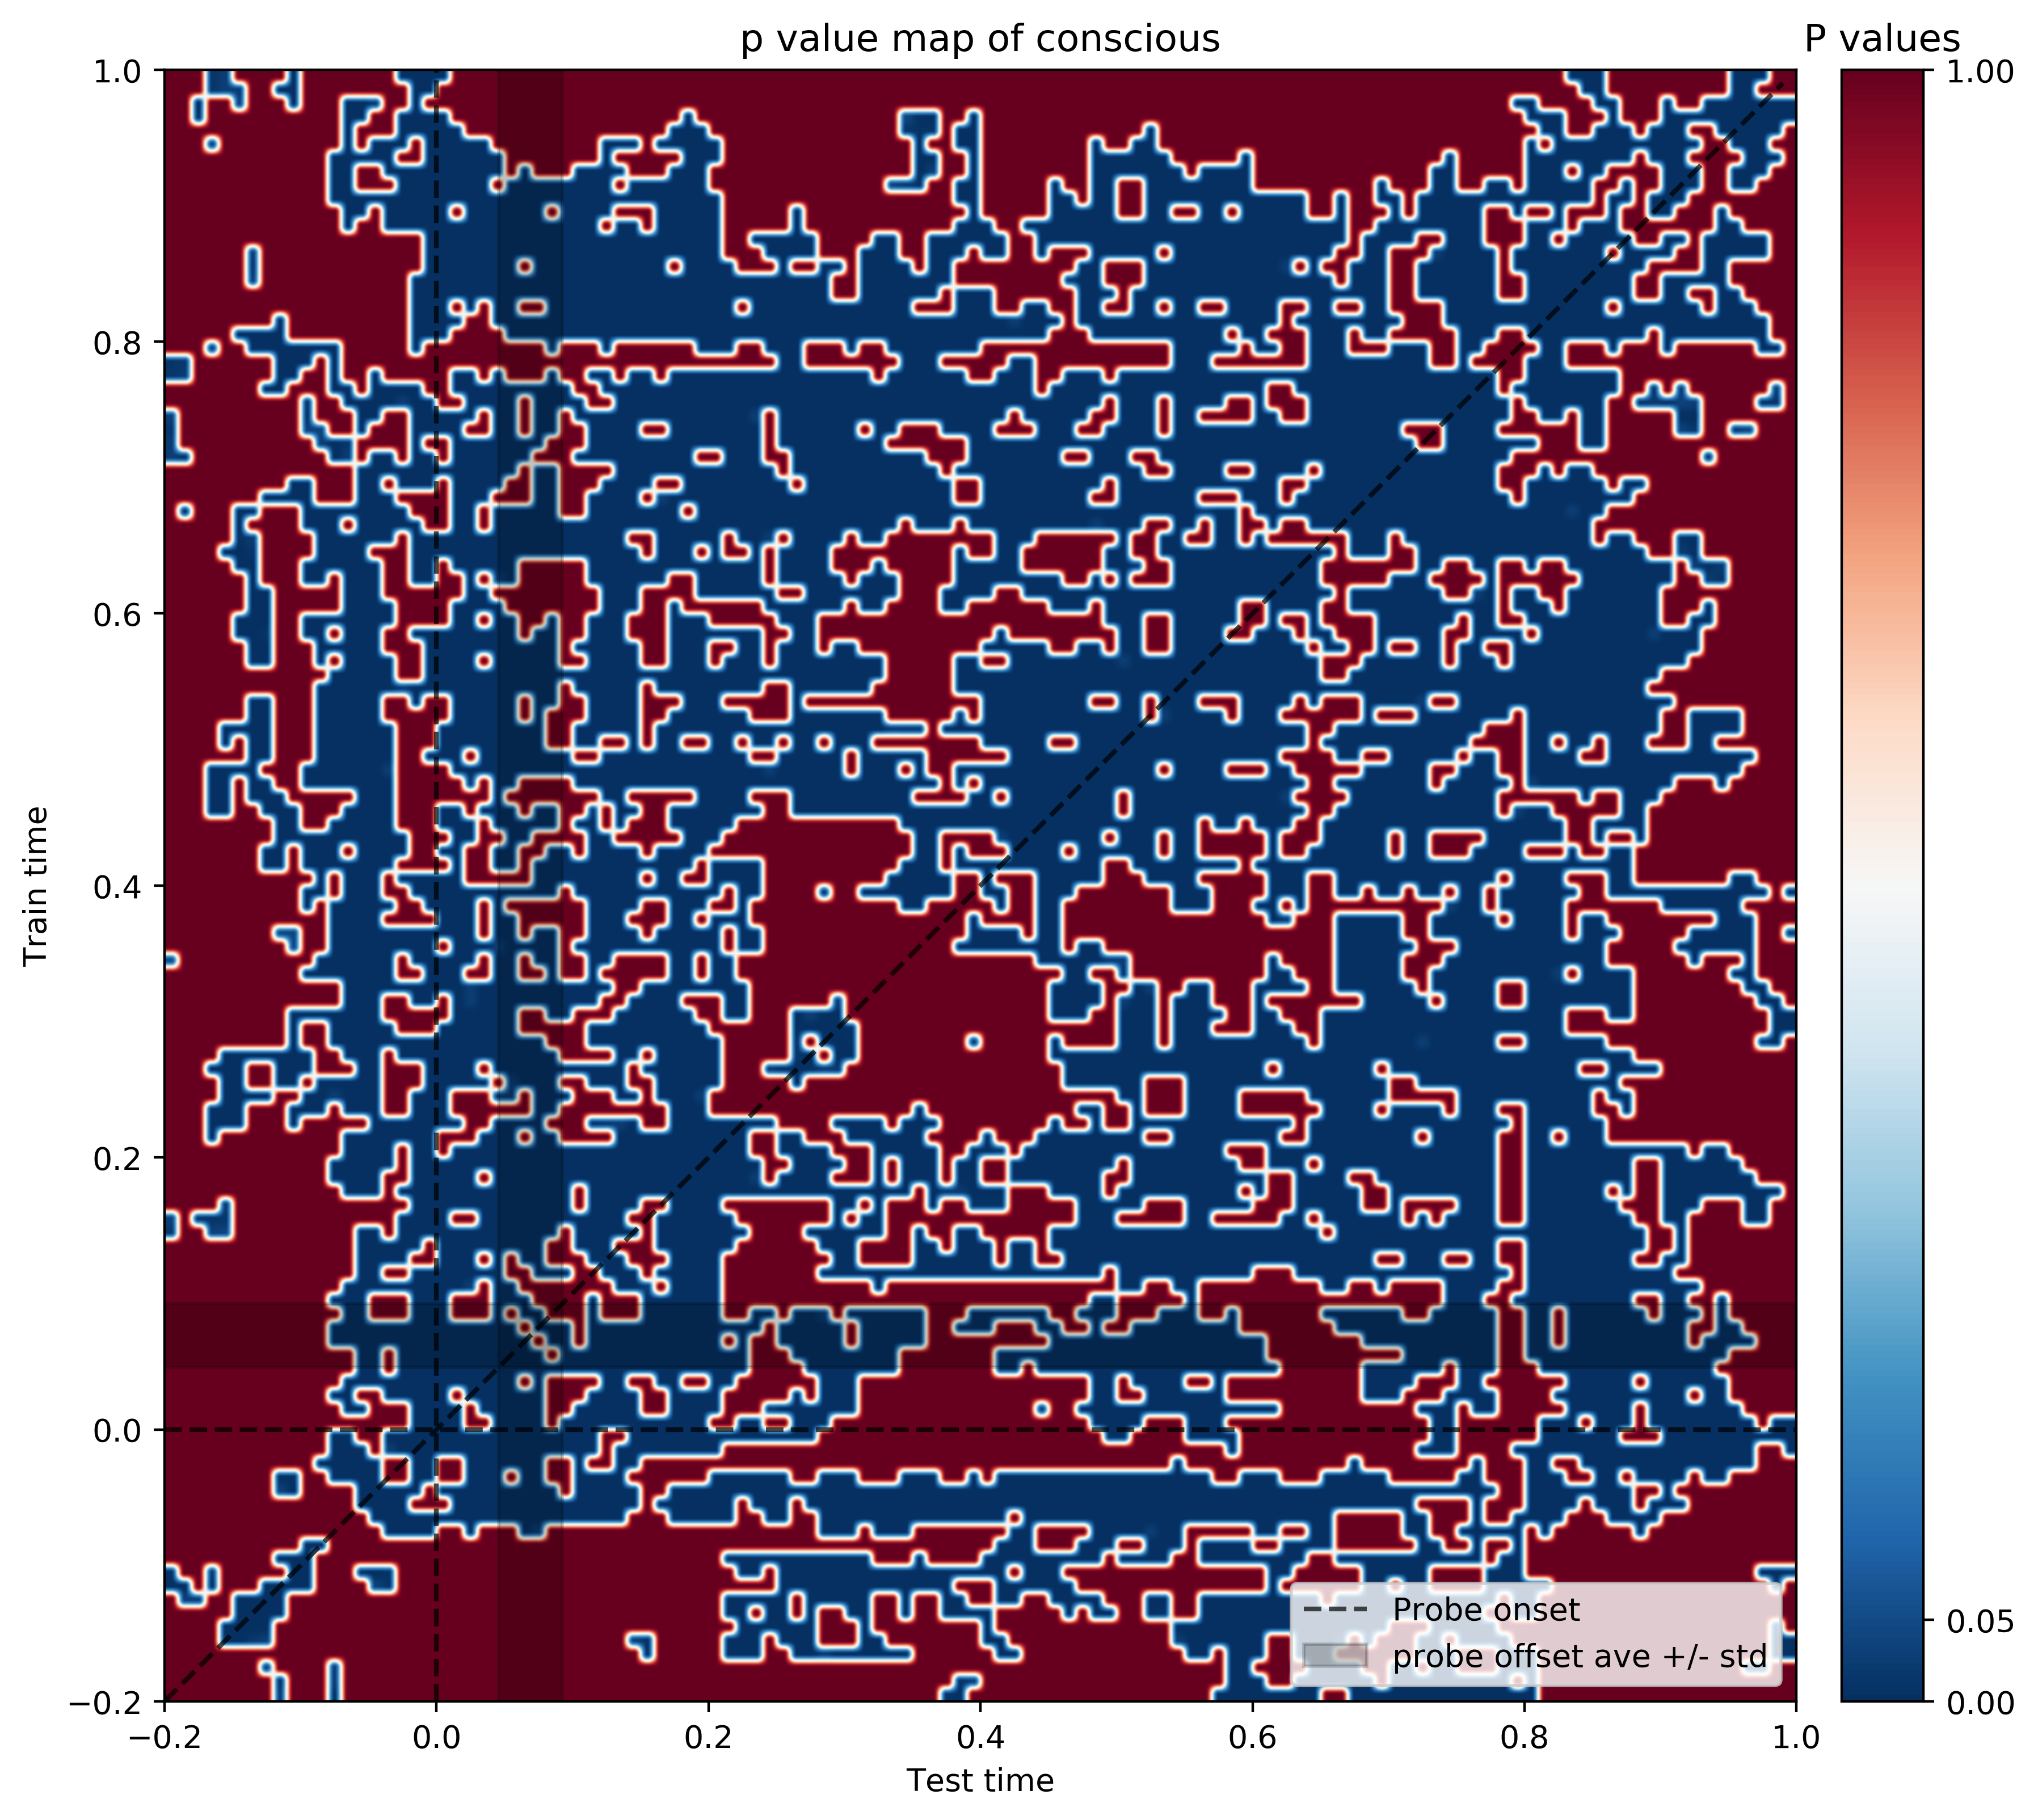 p value map of conscious
P values
1.0
0.8
0.6
0.4
0.2
0.0
−0.2
Train time
−0.2
0.0
0.2
0.4
0.6
0.8
1.0
Test time
Probe onset
probe offset ave +/- std
1.00
0.05
0.00